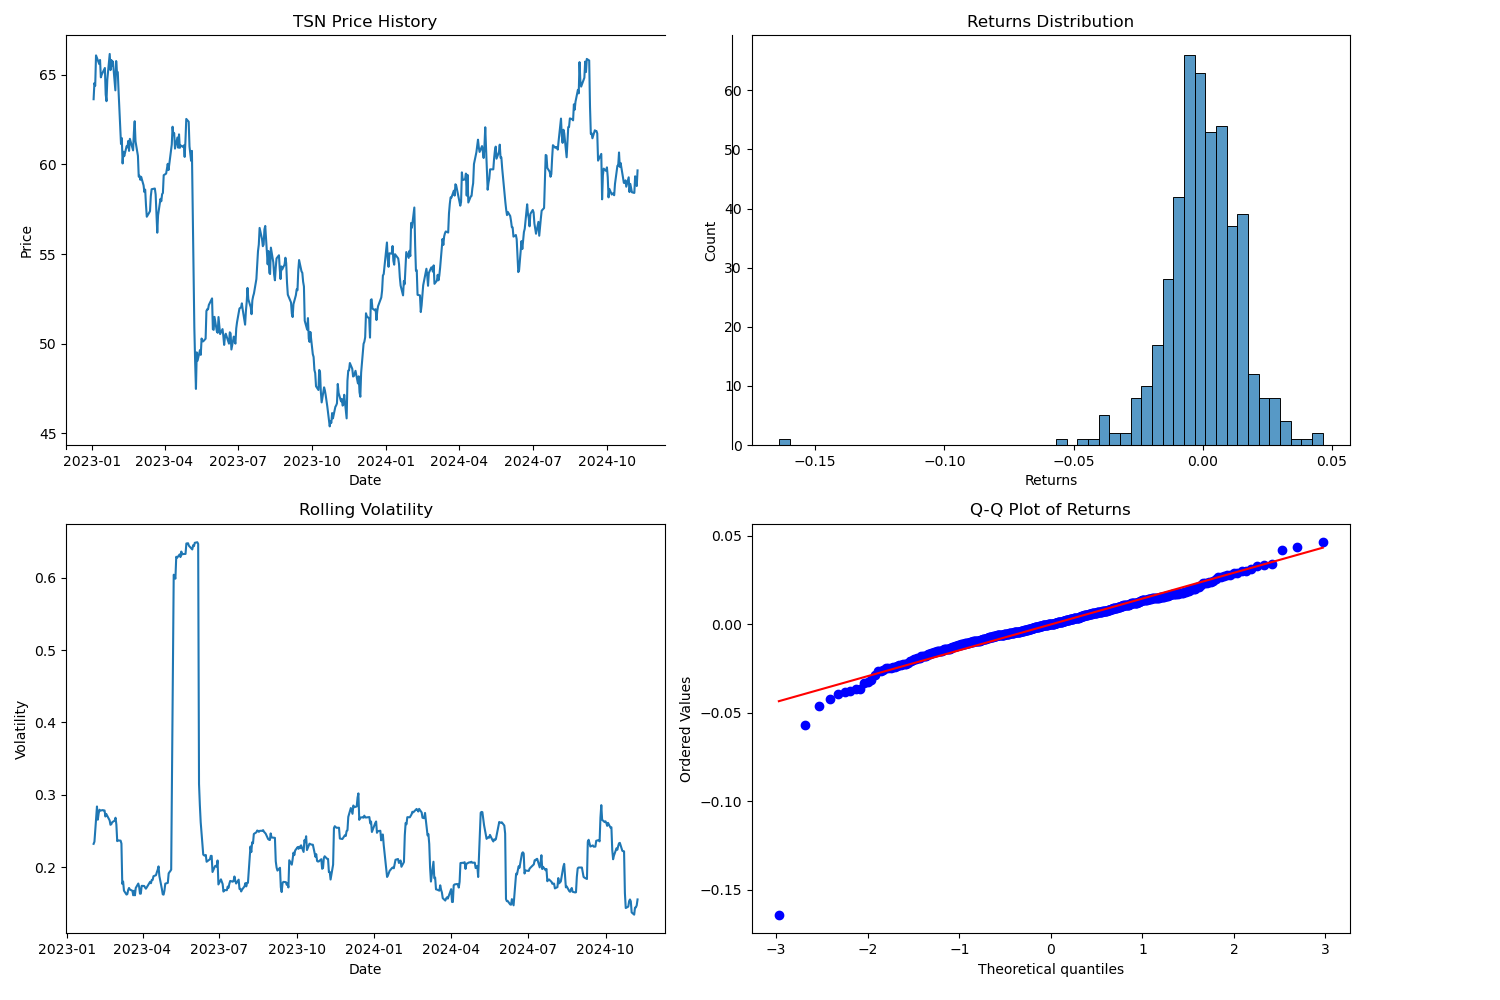 TSN Price History
Price
65
60
55
50
45
2023-01 2023-04 2023-07 2023-10 2024-01 2024-04 2024-07 2024-10
Date
Returns Distribution
Count
60
50
40
30
20
10
0
−0.15 −0.10 −0.05 0.00 0.05
Returns
Rolling Volatility
Volatility
0.6
0.5
0.4
0.3
0.2
2023-01 2023-04 2023-07 2023-10 2024-01 2024-04 2024-07 2024-10
Date
Q-Q Plot of Returns
Ordered Values
0.05
0.00
−0.05
−0.10
−0.15
−3 −2 −1 0 1 2 3
Theoretical quantiles